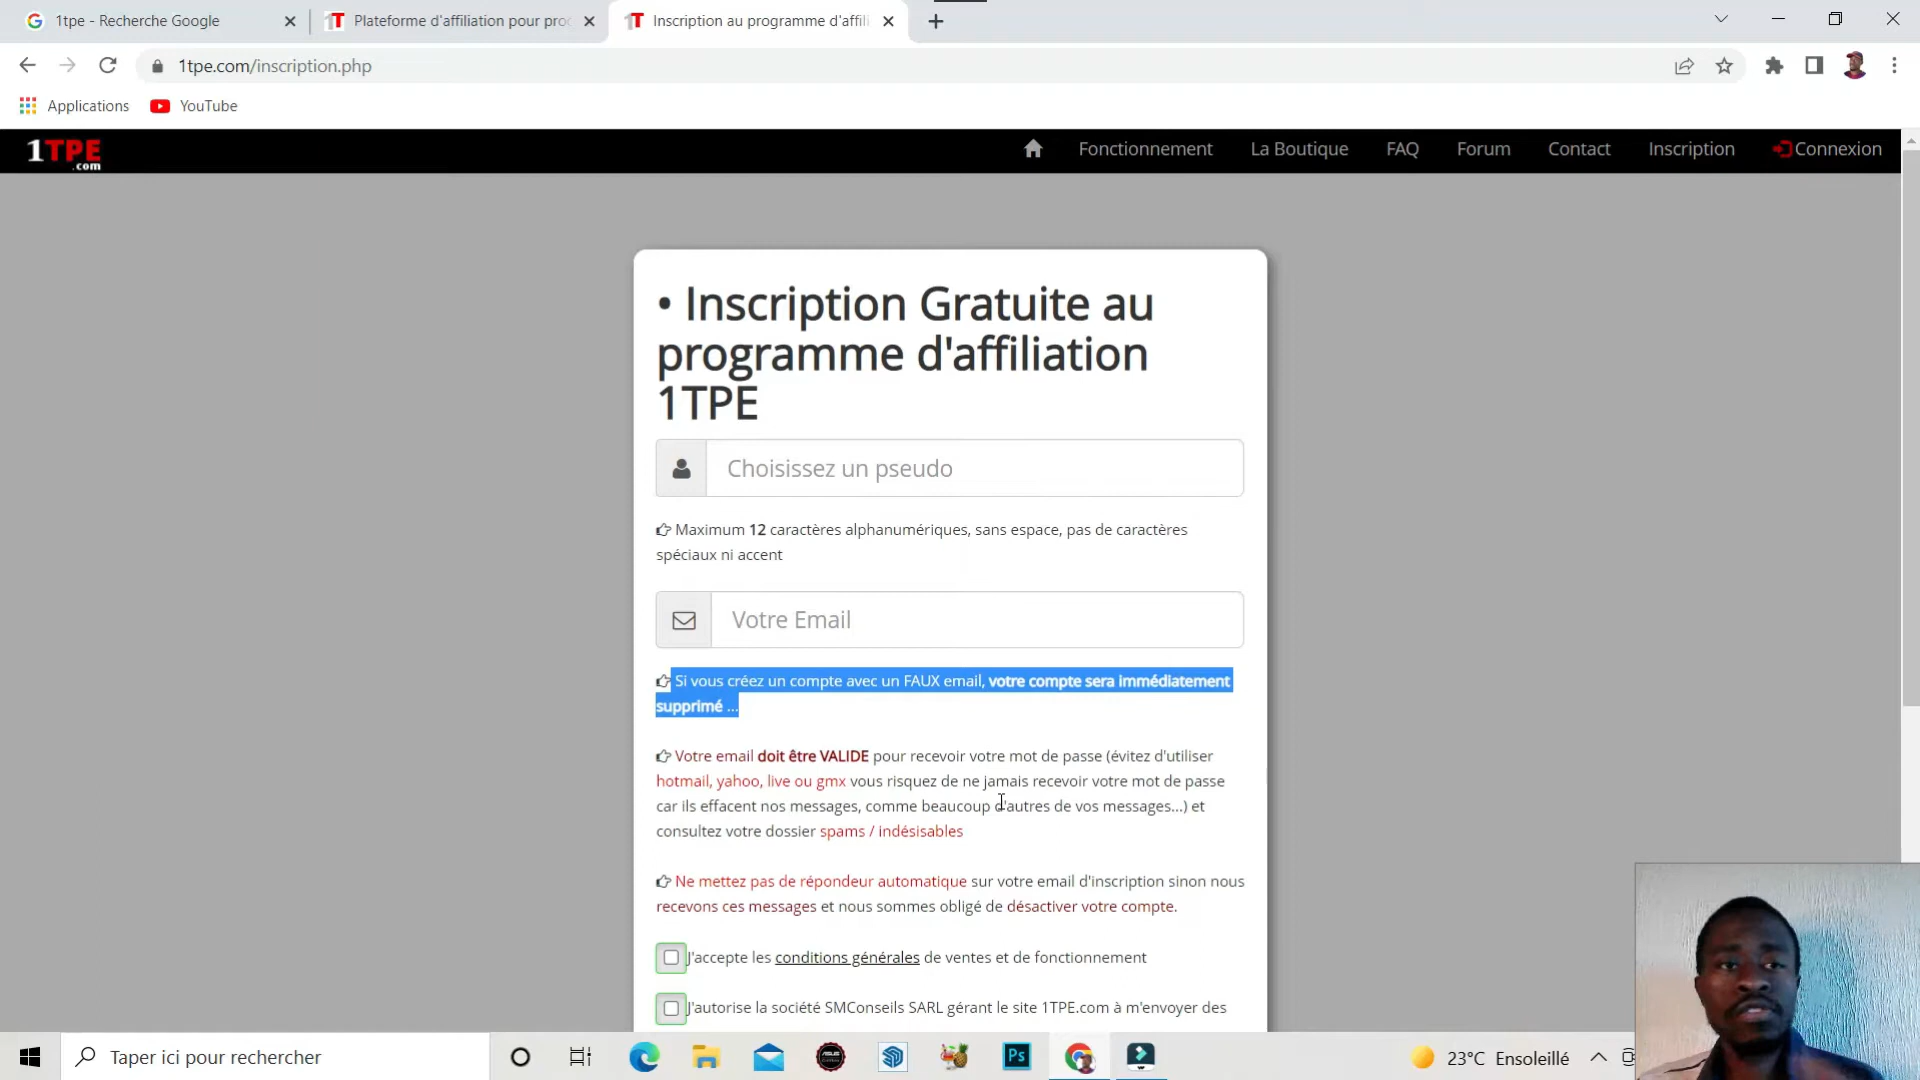 1tpe - Recherche Google
Plateforme d'affiliation pour pro
Inscription au programme d'affili
1tpe.com/inscription.php
Applications
YouTube
1TPE
.com
Fonctionnement
La Boutique
FAQ
Forum
Contact
Inscription
Connexion
• Inscription Gratuite au
programme d'affiliation
1TPE
Choisissez un pseudo
Maximum 12 caractères alphanumériques, sans espace, pas de caractères
spéciaux ni accent
Votre Email
Si vous créez un compte avec un FAUX email, votre compte sera immédiatement
supprimé ...
Votre email doit être VALIDE pour recevoir votre mot de passe (évitez d'utiliser
hotmail, yahoo, live ou gmx vous risquez de ne jamais recevoir votre mot de passe
car ils effacent nos messages, comme beaucoup d'autres de vos messages...) et
consultez votre dossier spams / indésisables
Ne mettez pas de répondeur automatique sur votre email d'inscription sinon nous
recevons ces messages et nous sommes obligé de désactiver votre compte.
J'accepte les conditions générales de ventes et de fonctionnement
J'autorise la société SMConseils SARL gérant le site 1TPE.com à m'envoyer des
Taper ici pour rechercher
Ps
23°C Ensoleillé